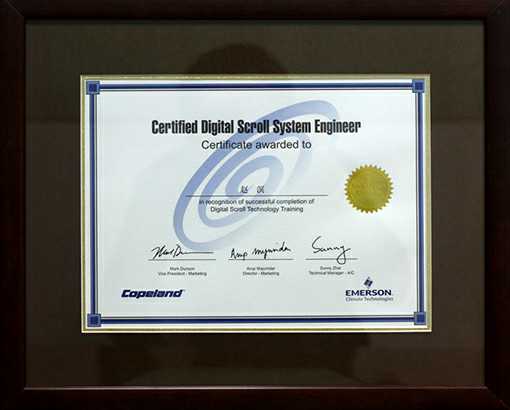 Certified Digital Scroll System Engineer
Certificate awarded to
in recognition of successful completion of
Digital Scroll Technology Training
Mark Dunson
Vice President - Marketing
Anup Mazumdar
Director - Marketing
Sunny Zhai
Technical Manager - A/C
Copeland
EMERSON.
Climate Technologies